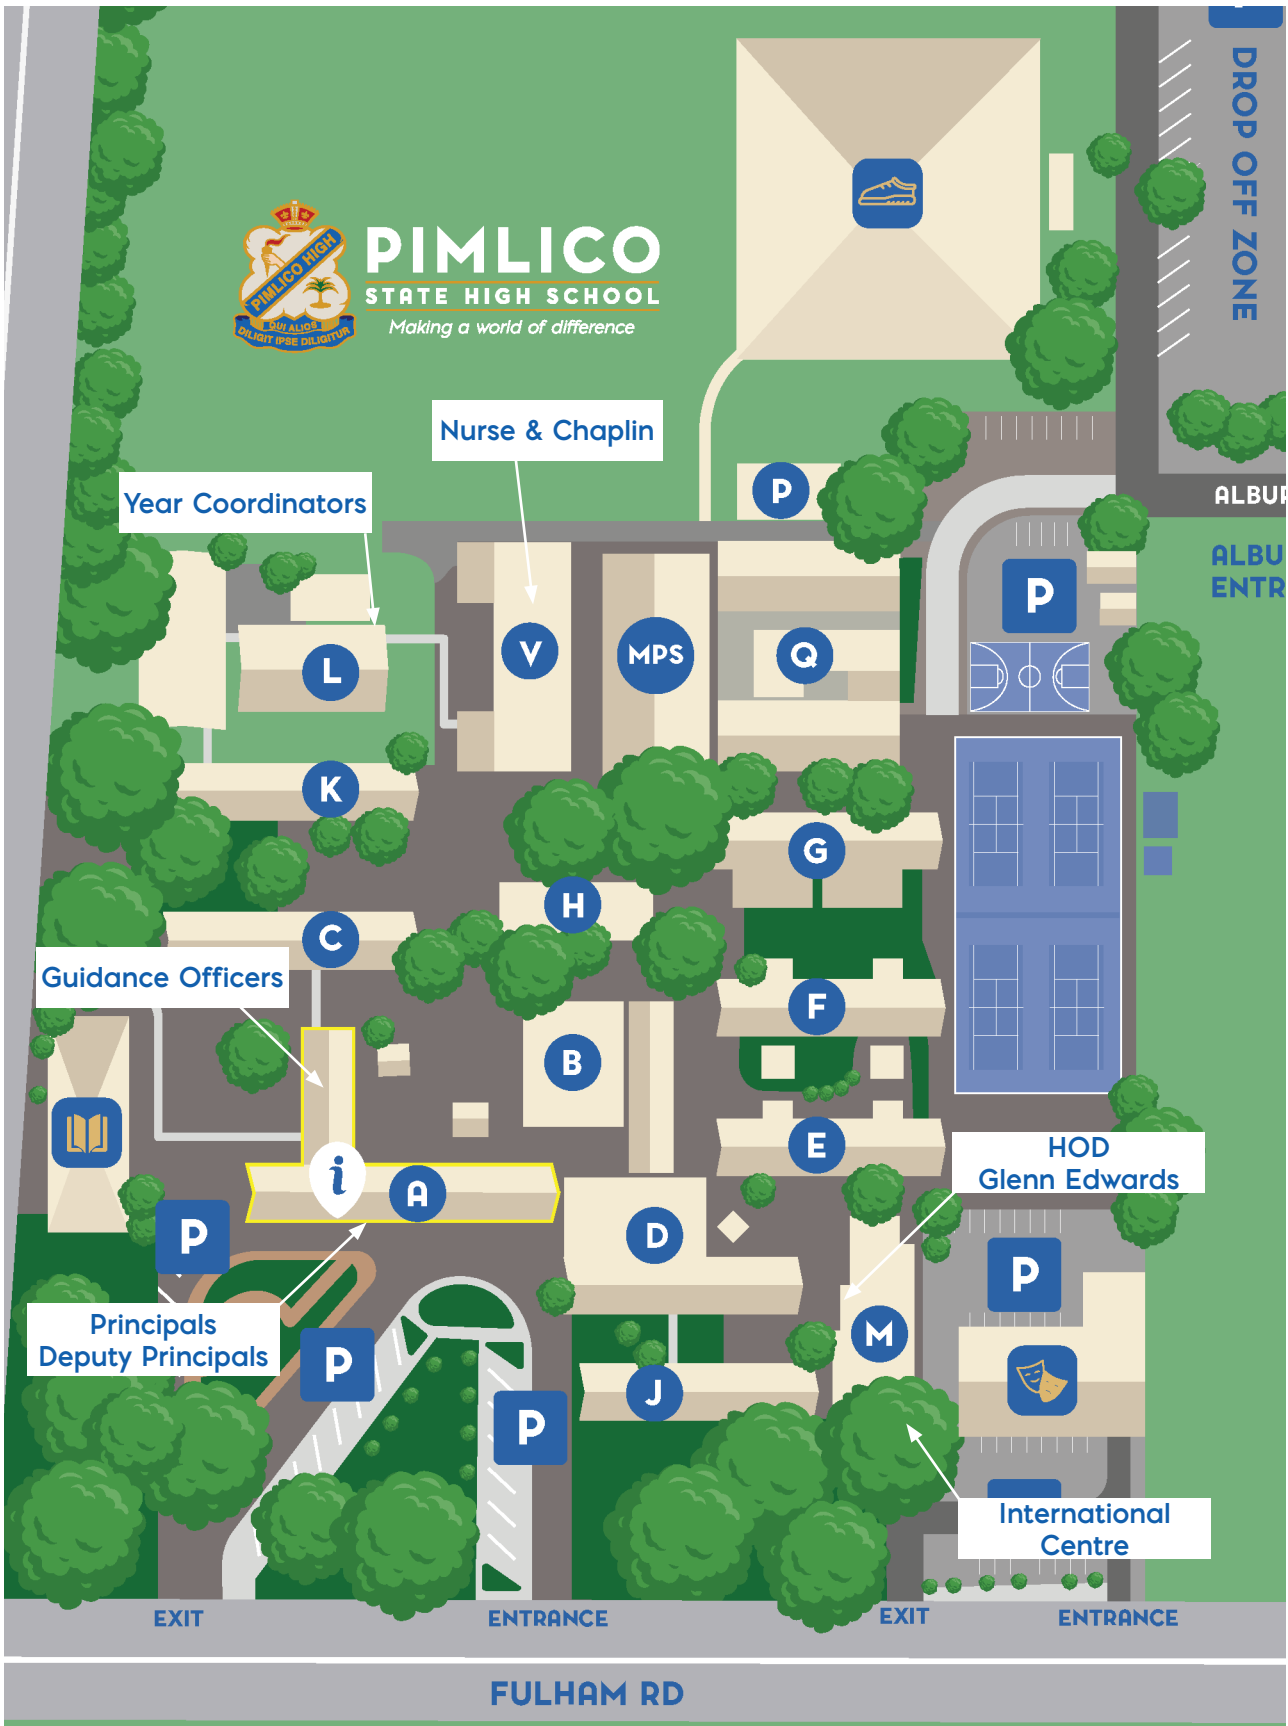 DROP OFF ZONE
PIMLICO HIGH
QUI ALIOS
DILIGIT IPSE DILIGITUR
PIMLICO
STATE HIGH SCHOOL
Making a world of difference
Nurse & Chaplin
Year Coordinators
P
ALBU
ENTR
P
V
MPS
Q
L
K
G
H
C
Guidance Officers
F
B
E
HOD
Glenn Edwards
i
A
P
D
P
Principals
Deputy Principals
M
P
J
P
International
Centre
EXIT
ENTRANCE
EXIT
ENTRANCE
FULHAM RD